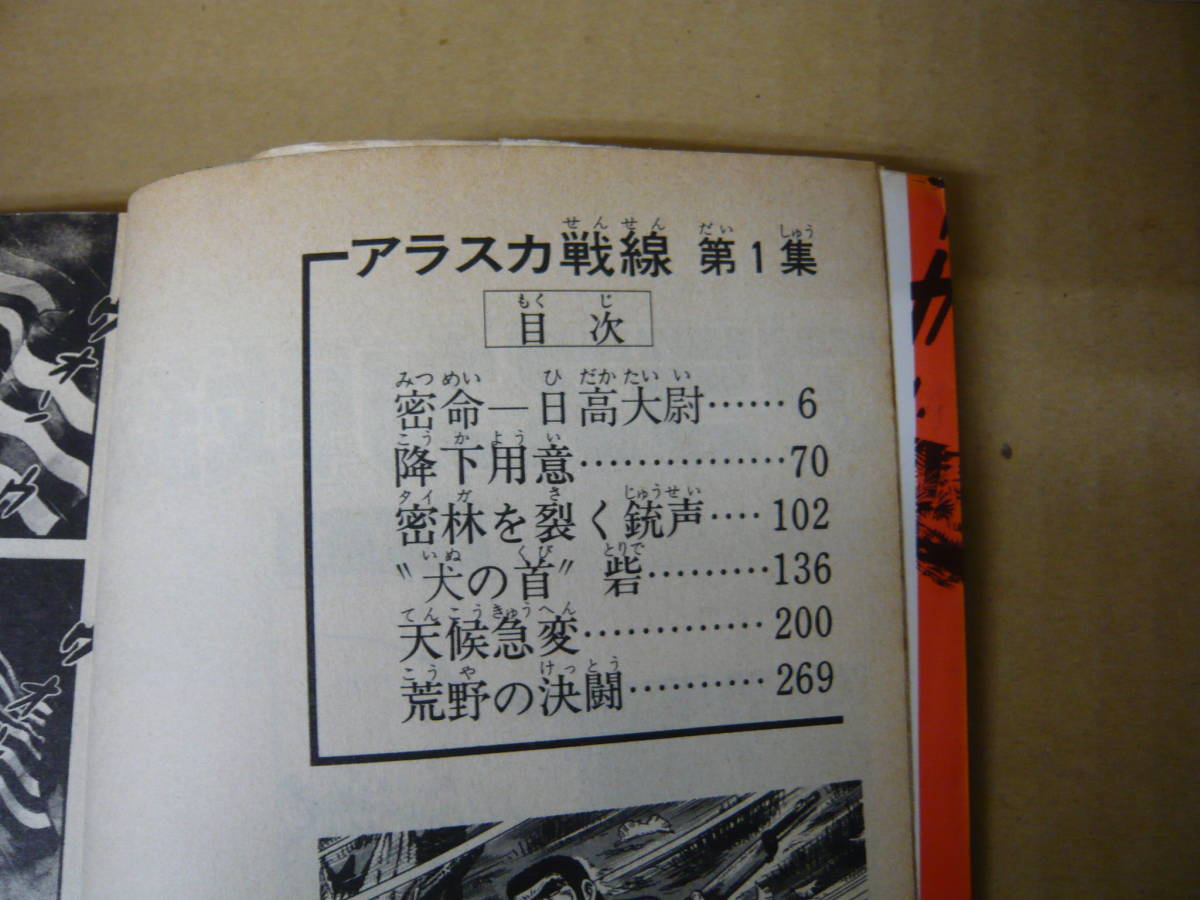 アラスカ戦線 第1集
目次
密命―日高大尉……6
降下用意……………70
密林を裂く銃声‥‥102
〝犬の首〟砦………136
天候急変…………‥200
荒野の決闘………‥269